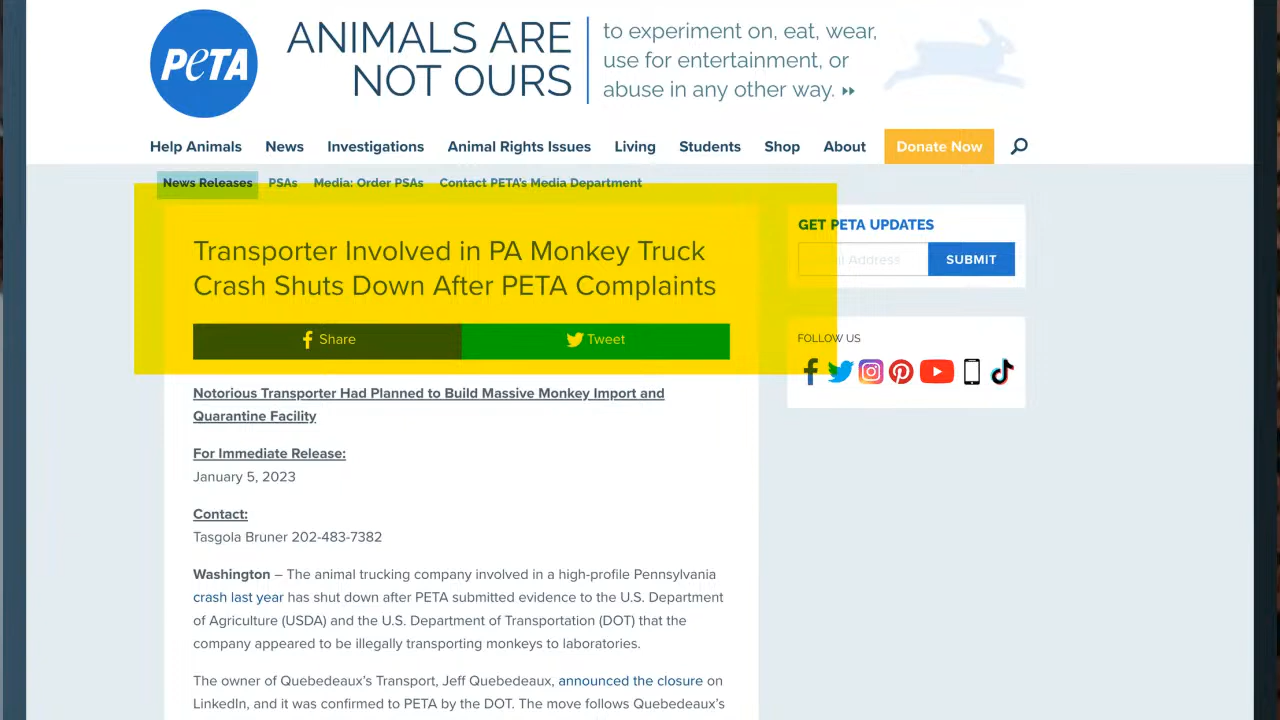 PETA
ANIMALS ARE
NOT OURS
to experiment on, eat, wear,
use for entertainment, or
abuse in any other way.
Help Animals News Investigations Animal Rights Issues Living Students Shop About Donate Now
News Releases PSAs Media: Order PSAs Contact PETA's Media Department
Transporter Involved in PA Monkey Truck
Crash Shuts Down After PETA Complaints
Share Tweet
Notorious Transporter Had Planned to Build Massive Monkey Import and
Quarantine Facility
For Immediate Release:
January 5, 2023
Contact:
Tasgola Bruner 202-483-7382
Washington – The animal trucking company involved in a high-profile Pennsylvania
crash last year has shut down after PETA submitted evidence to the U.S. Department
of Agriculture (USDA) and the U.S. Department of Transportation (DOT) that the
company appeared to be illegally transporting monkeys to laboratories.
The owner of Quebedeaux's Transport, Jeff Quebedeaux, announced the closure on
LinkedIn, and it was confirmed to PETA by the DOT. The move follows Quebedeaux's
GET PETA UPDATES
Address
SUBMIT
FOLLOW US